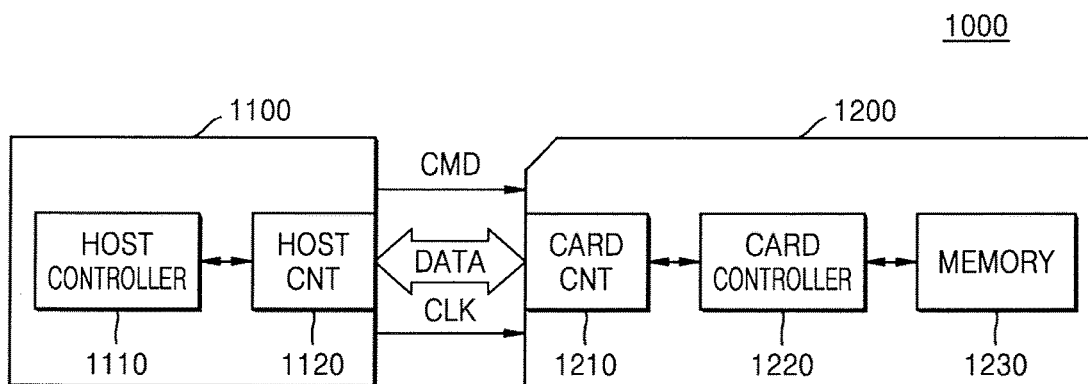 1000
1100
1200
CMD
HOST
CONTROLLER
HOST
CNT
DATA
CARD
CNT
CARD
CONTROLLER
MEMORY
CLK
1110
1120
1210
1220
1230